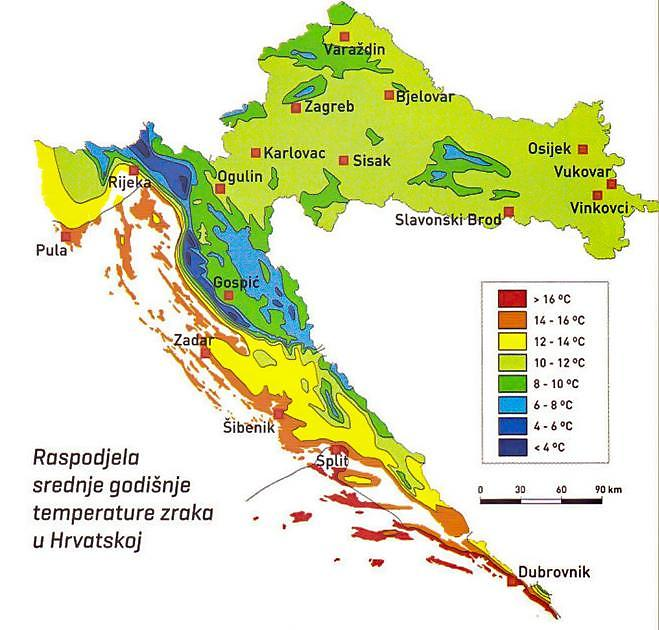 Varaždin
Bjelovar
Zagreb
Karlovac
Sisak
Osijek
Vukovar
Vinkovci
Slavonski Brod
Ogulin
Rijeka
Pula
Gospić
Zadar
Šibenik
Split
Dubrovnik
> 16 ºC
14 - 16 ºC
12 - 14 ºC
10 - 12 ºC
8 - 10 ºC
6 - 8 ºC
4 - 6 ºC
< 4 ºC
0 30 60 90 km
Raspodjela
srednje godišnje
temperature zraka
u Hrvatskoj